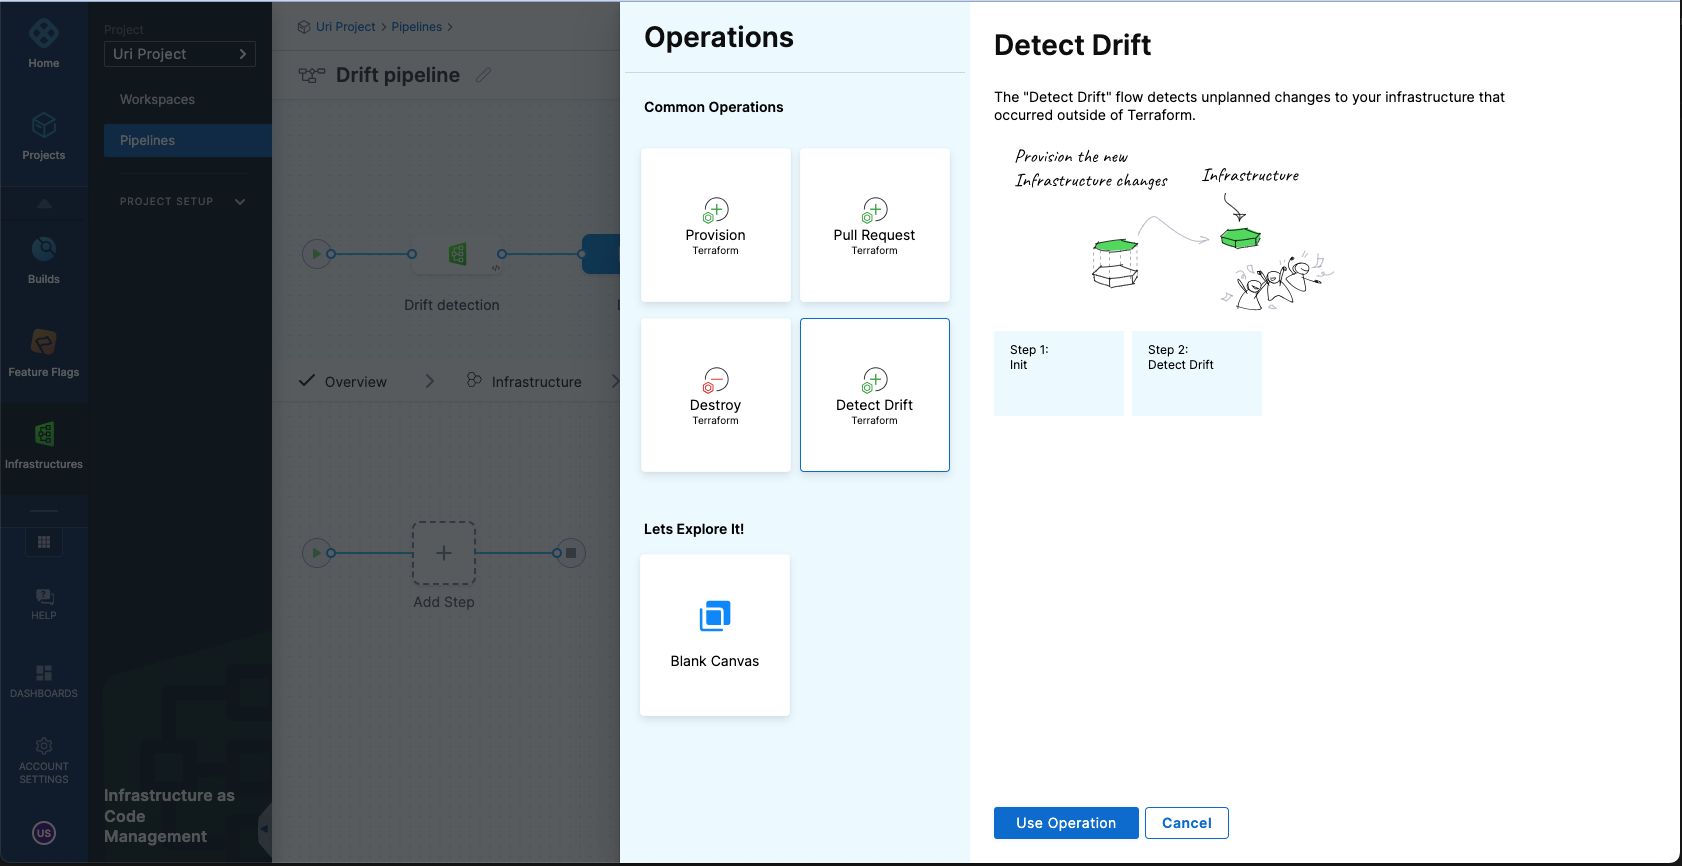 Home
Projects
Builds
Feature Flags
Infrastructures
HELP
DASHBOARDS
ACCOUNT
SETTINGS
US
Project
Uri Project
Workspaces
Pipelines
PROJECT SETUP
Infrastructure as
Code
Management
Uri Project > Pipelines >
Drift pipeline
Drift detection
Overview
Infrastructure
Add Step
Operations
Common Operations
Provision
Terraform
Pull Request
Terraform
Destroy
Terraform
Detect Drift
Terraform
Lets Explore It!
Blank Canvas
Detect Drift
The "Detect Drift" flow detects unplanned changes to your infrastructure that
occurred outside of Terraform.
Provision the new
Infrastructure changes
Infrastructure
Step 1:
Init
Step 2:
Detect Drift
Use Operation
Cancel